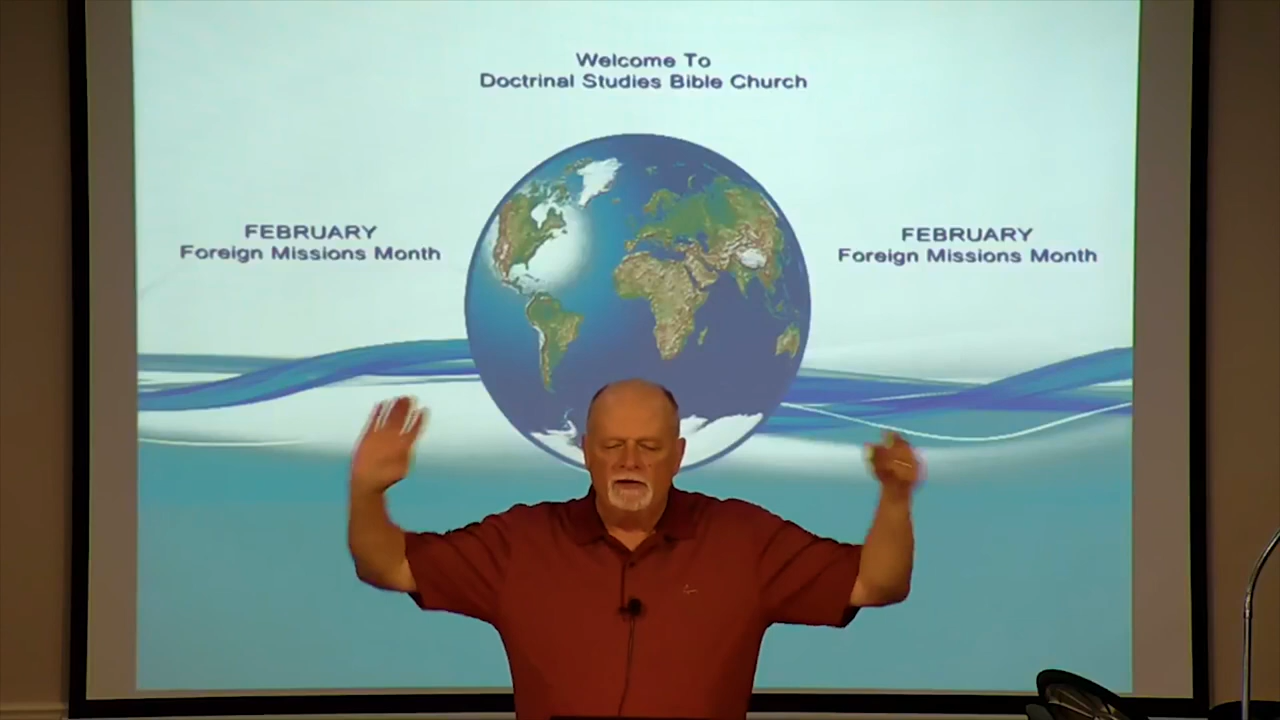 Welcome To
Doctrinal Studies Bible Church
FEBRUARY
Foreign Missions Month
FEBRUARY
Foreign Missions Month